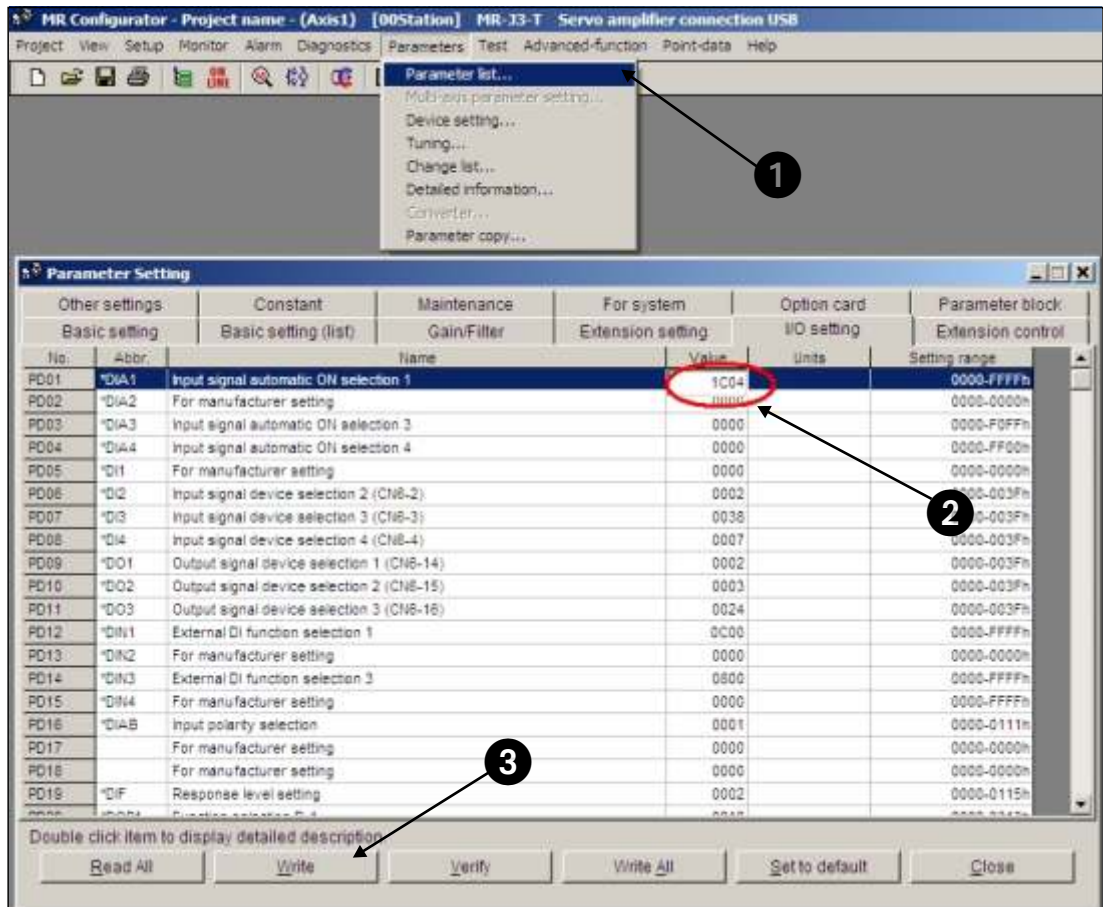 MR Configurator - Project name - (Axis1) [00Station] MR-J3-T Servo amplifier connection USB
Project View Setup Monitor Alarm Diagnostics Parameters Test Advanced-function Point-data Help
Parameter list...
Multi-axis parameter setting...
Device setting...
Tuning...
Change list...
Detailed information...
Converter...
Parameter copy...
1
Parameter Setting
Other settings Constant Maintenance For system Option card Parameter block
Basic setting Basic setting (list) Gain/Filter Extension setting I/O setting Extension control
No. Abbr. Name Value Units Setting range
PD01 *DIA1 Input signal automatic ON selection 1 1C04 0000-FFFFh
PD02 *DIA2 For manufacturer setting 0000 0000-0000h
PD03 *DIA3 Input signal automatic ON selection 3 0000 0000-F0FFh
PD04 *DIA4 Input signal automatic ON selection 4 0000 0000-FF00h
PD05 *DI1 For manufacturer setting 0000 0000-0000h
PD06 *DI2 Input signal device selection 2 (CN6-2) 0002 0000-003Fh
PD07 *DI3 Input signal device selection 3 (CN6-3) 0038 2 0-003Fh
PD08 *DI4 Input signal device selection 4 (CN6-4) 0007 0000-003Fh
PD09 *DO1 Output signal device selection 1 (CN6-14) 0002 0000-003Fh
PD10 *DO2 Output signal device selection 2 (CN6-15) 0003 0000-003Fh
PD11 *DO3 Output signal device selection 3 (CN6-16) 0024 0000-003Fh
PD12 *DIN1 External DI function selection 1 0C00 0000-FFFFh
PD13 *DIN2 For manufacturer setting 0000 0000-0000h
PD14 *DIN3 External DI function selection 3 0800 0000-FFFFh
PD15 *DIN4 For manufacturer setting 0000 0000-FFFFh
PD16 *DIAB Input polarity selection 0001 0000-0111h
PD17 For manufacturer setting 0000 0000-0000h
PD18 For manufacturer setting 3 0000 0000-0000h
PD19 *DIF Response level setting 0002 0000-0115h
Double click item to display detailed description
Read All Write Verify Write All Set to default Close